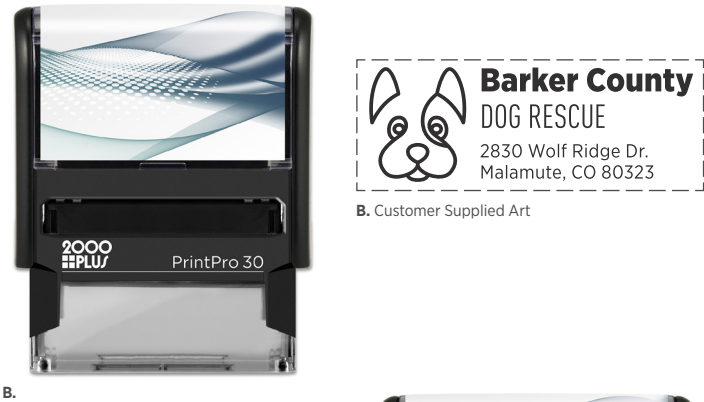 2000
PLUS
PrintPro 30
B.
Barker County
DOG RESCUE
2830 Wolf Ridge Dr.
Malamute, CO 80323
B. Customer Supplied Art